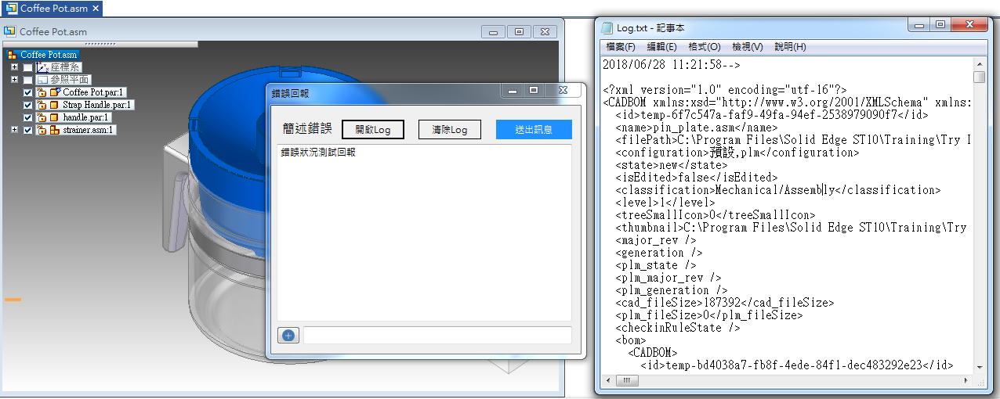 Coffee Pot.asm
Coffee Pot.asm
Coffee Pot.asm
座標系
參照平面
Coffee Pot.par:1
Strap Handle.par:1
handle.par:1
strainer.asm:1
錯誤回報
簡述錯誤 開啟Log 清除Log 送出訊息
錯誤狀況測試回報
Log.txt - 記事本
檔案(F) 編輯(E) 格式(O) 檢視(V) 說明(H)
2018/06/28 11:21:58-->
<?xml version="1.0" encoding="utf-16"?>
<CADBOM xmlns:xsd="http://www.w3.org/2001/XMLSchema" xmlns:
<id>temp-6f7c547a-faf9-49fa-94ef-2538979090f7</id>
<name>pin_plate.asm</name>
<filePath>C:\Program Files\Solid Edge ST10\Training\Try I
<configuration>預設,plm</configuration>
<state>new</state>
<isEdited>false</isEdited>
<classification>Mechanical/Assembly</classification>
<level>1</level>
<treeSmallIcon>0</treeSmallIcon>
<thumbnail>C:\Program Files\Solid Edge ST10\Training\Try
<major_rev />
<generation />
<plm_state />
<plm_major_rev />
<plm_generation />
<cad_fileSize>187392</cad_fileSize>
<plm_fileSize>0</plm_fileSize>
<checkinRuleState />
<bom>
<CADBOM>
<id>temp-bd4038a7-fb8f-4ede-84f1-dec483292e23</id>